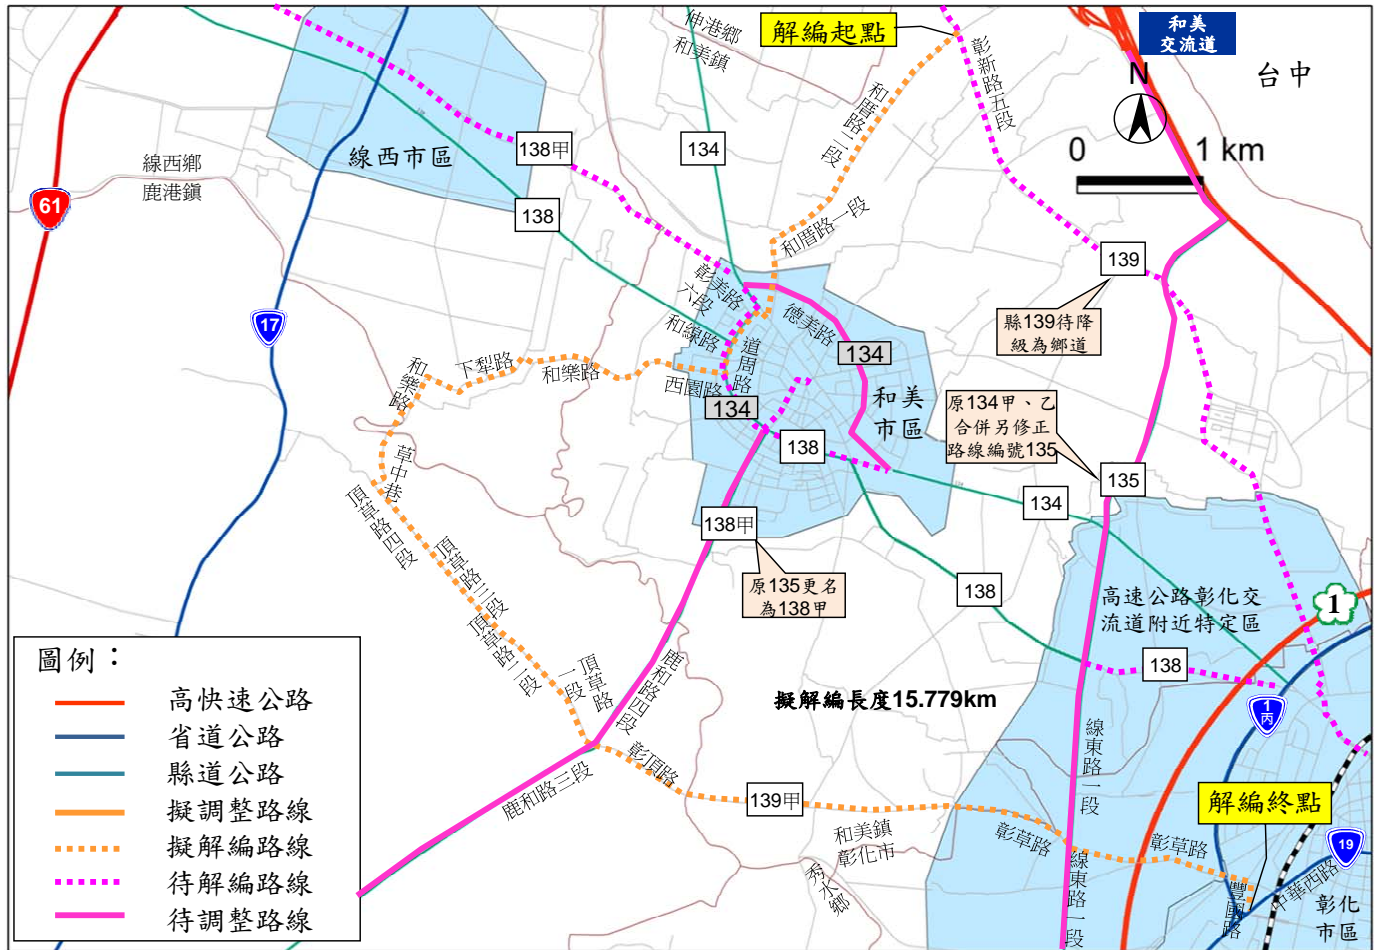 伸港鄉
和美鎮
解編起點
和美
交流道
台中
N
0 1 km
彰新路五段
和厝路二段
138甲
134
線西市區
線西鄉
鹿港鎮
61
138
和厝路一段
139
縣139待降
級為鄉道
17
彰美路
六段
和線路
德美路
134
道周路
下犁路
和樂路
和樂路
西園路
134
和美
市區
原134甲、乙
合併另修正
路線編號135
138
135
134
草中巷
頂草路四段
138甲
原135更名
為138甲
頂草路三段
頂草路二段
138
高速公路彰化交
流道附近特定區
1
138
頂草路
一段
鹿和路四段
擬解編長度15.779km
1
丙
線東路一段
彰頂路
鹿和路三段
139甲
和美鎮
彰化市
秀水鄉
彰草路
彰草路
線東路一段
解編終點
19
中華西路
豐國路
彰化
市區
圖例：
高快速公路
省道公路
縣道公路
擬調整路線
擬解編路線
待解編路線
待調整路線